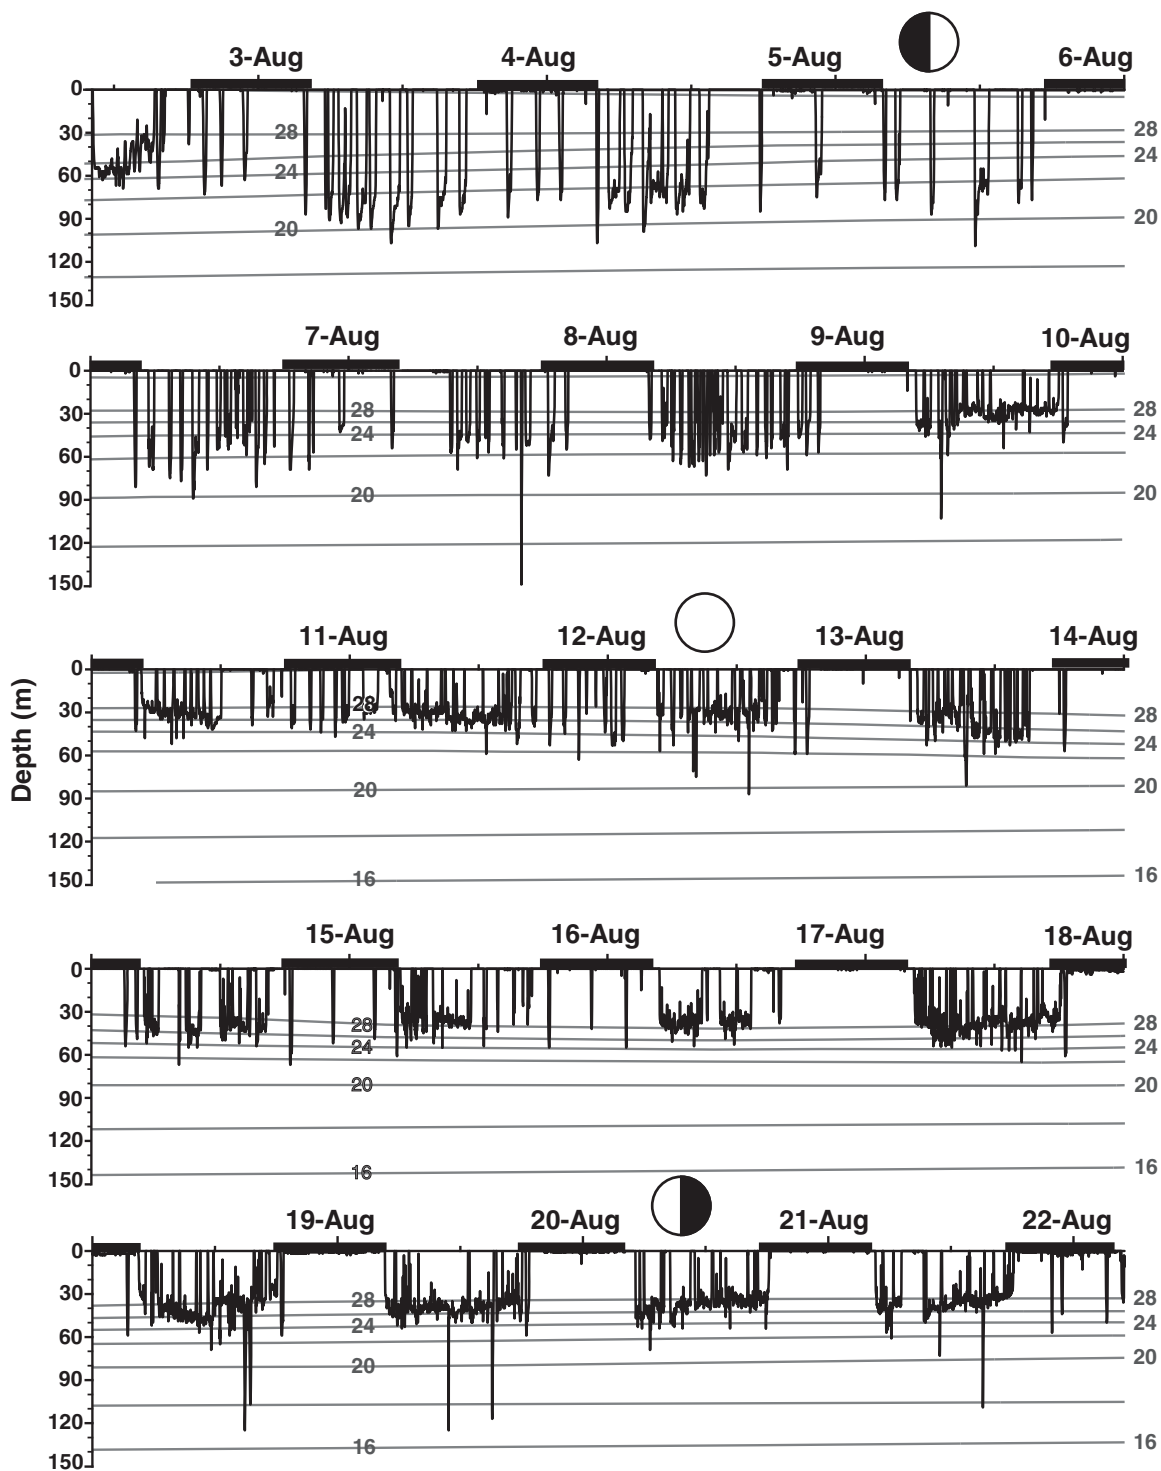 3-Aug 4-Aug 5-Aug 6-Aug
0
30 28 28
24 24
60
90 20 20
120
150
7-Aug 8-Aug 9-Aug 10-Aug
0
30 28 28
24 24
60
90 20 20
120
150
11-Aug 12-Aug 13-Aug 14-Aug
0
30 28 28
24 24
60
90 20 20
120
150 16 16
Depth (m)
15-Aug 16-Aug 17-Aug 18-Aug
0
30 28 28
60 24 24
90 20 20
120
150 16 16
19-Aug 20-Aug 21-Aug 22-Aug
0
30 28 28
60 24 24
90 20 20
120
150 16 16